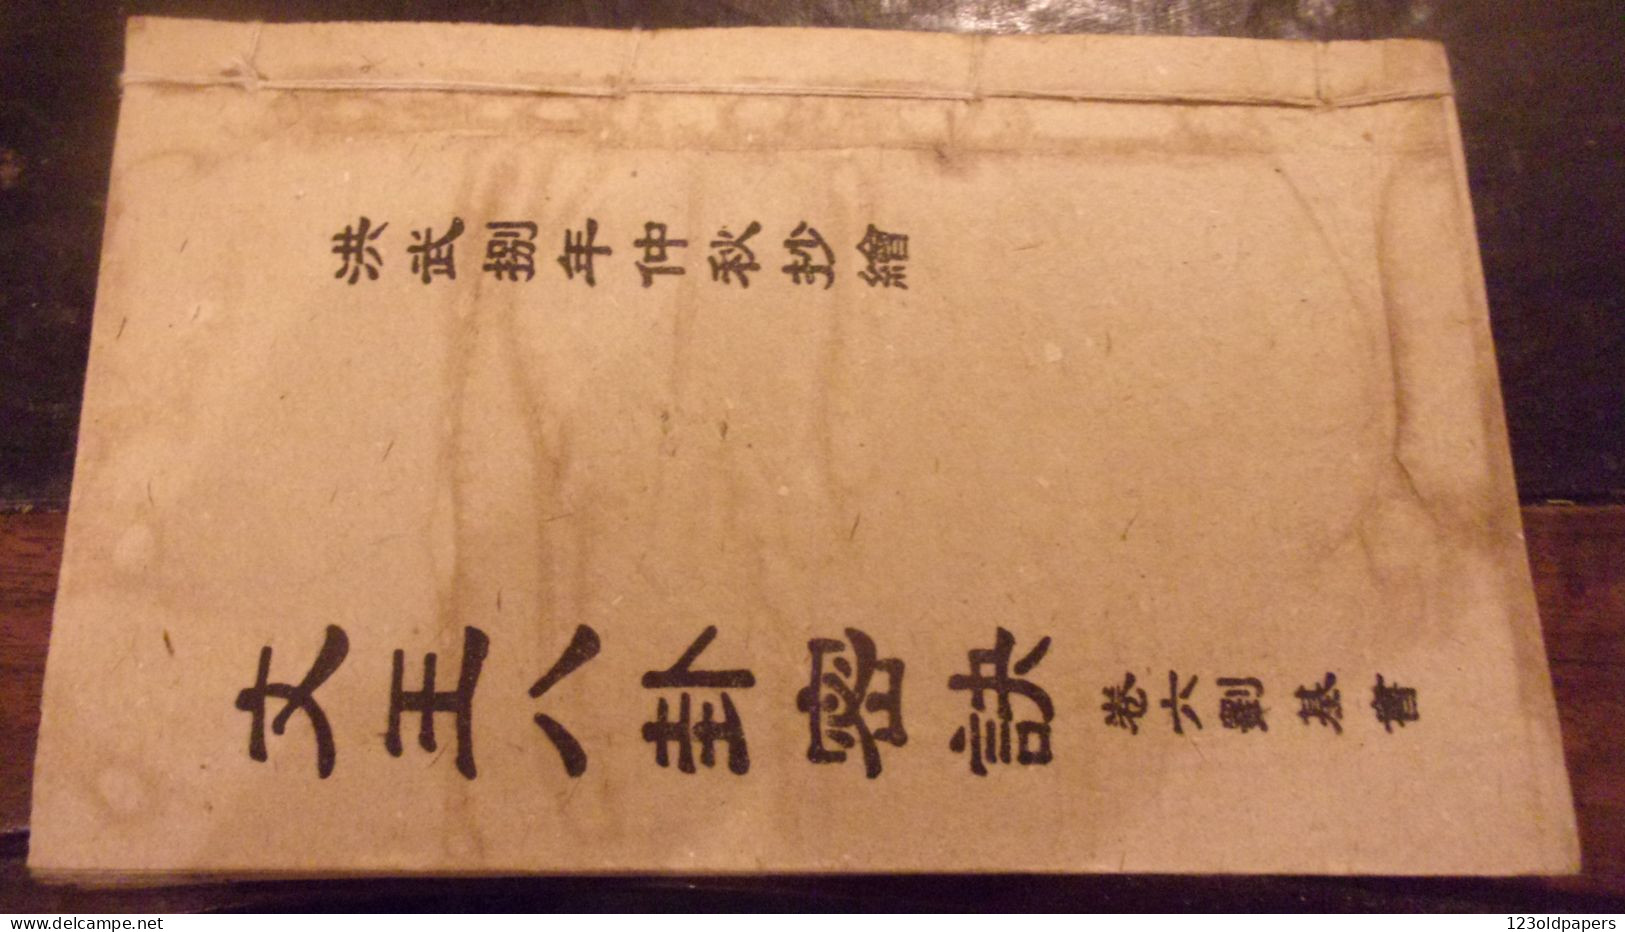 洪武捌年仲秋抄繪
文王八卦密訣 卷六劉基書
www.delcampe.net
123oldpapers